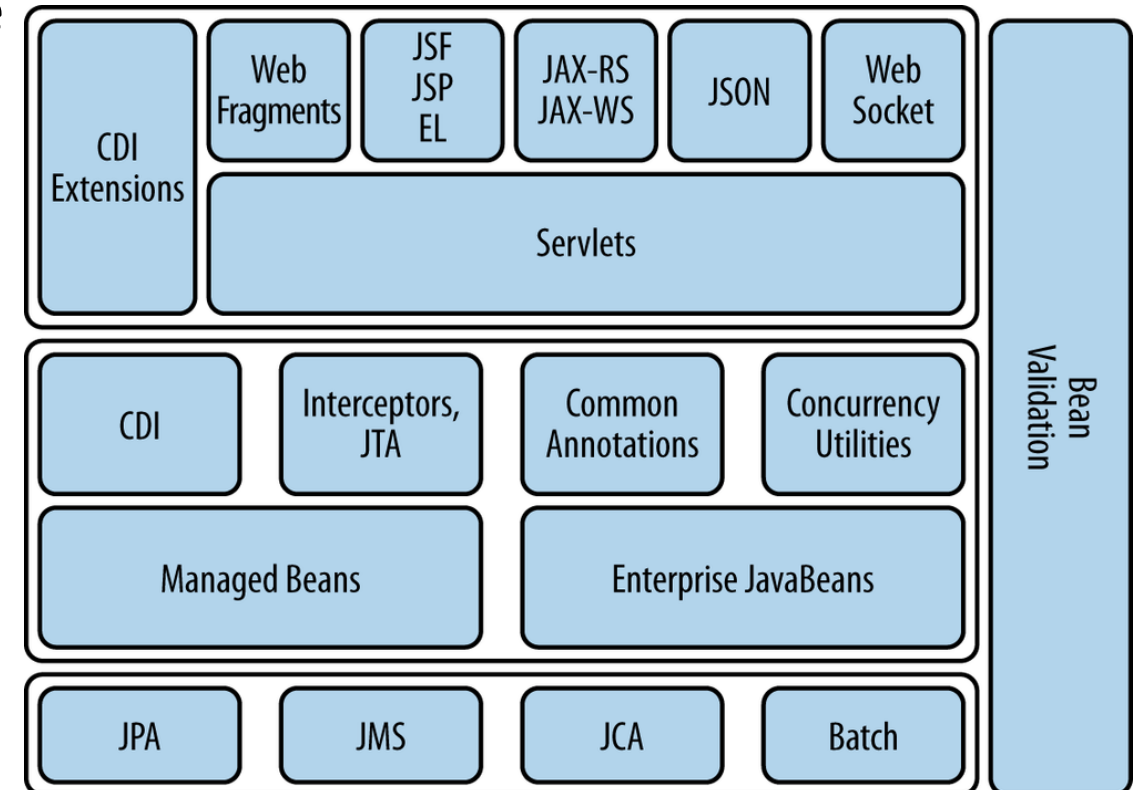 CDI
Extensions
Web
Fragments
JSF
JSP
EL
JAX-RS
JAX-WS
JSON
Web
Socket
Servlets
CDI
Interceptors,
JTA
Common
Annotations
Concurrency
Utilities
Managed Beans
Enterprise JavaBeans
JPA
JMS
JCA
Batch
Bean
Validation